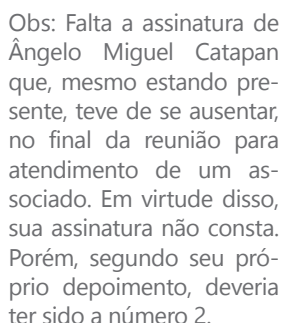 Obs: Falta a assinatura de
Ângelo Miguel Catapan
que, mesmo estando pre-
sente, teve de se ausentar,
no final da reunião para
atendimento de um as-
sociado. Em virtude disso,
sua assinatura não consta.
Porém, segundo seu pró-
prio depoimento, deveria
ter sido a número 2.